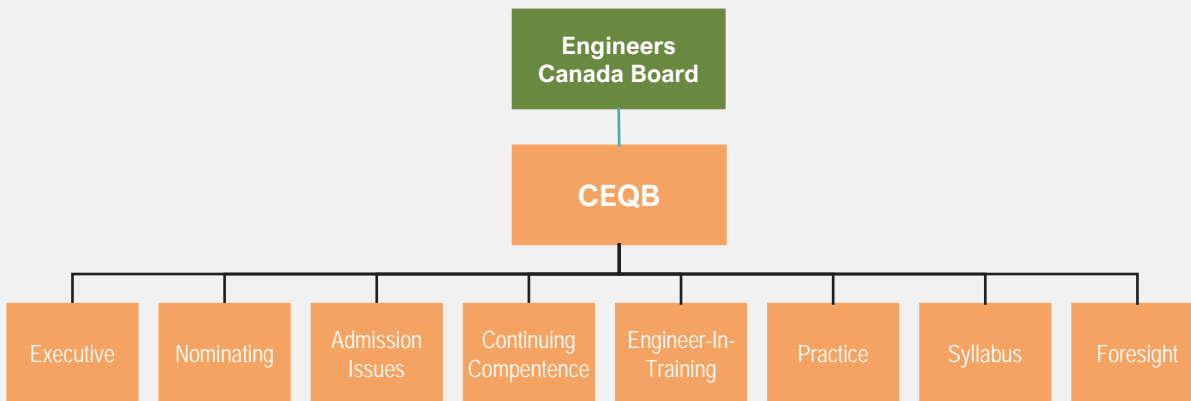 Engineers
Canada Board
CEQB
Executive
Nominating
Admission
Issues
Continuing
Compentence
Engineer-In-
Training
Practice
Syllabus
Foresight